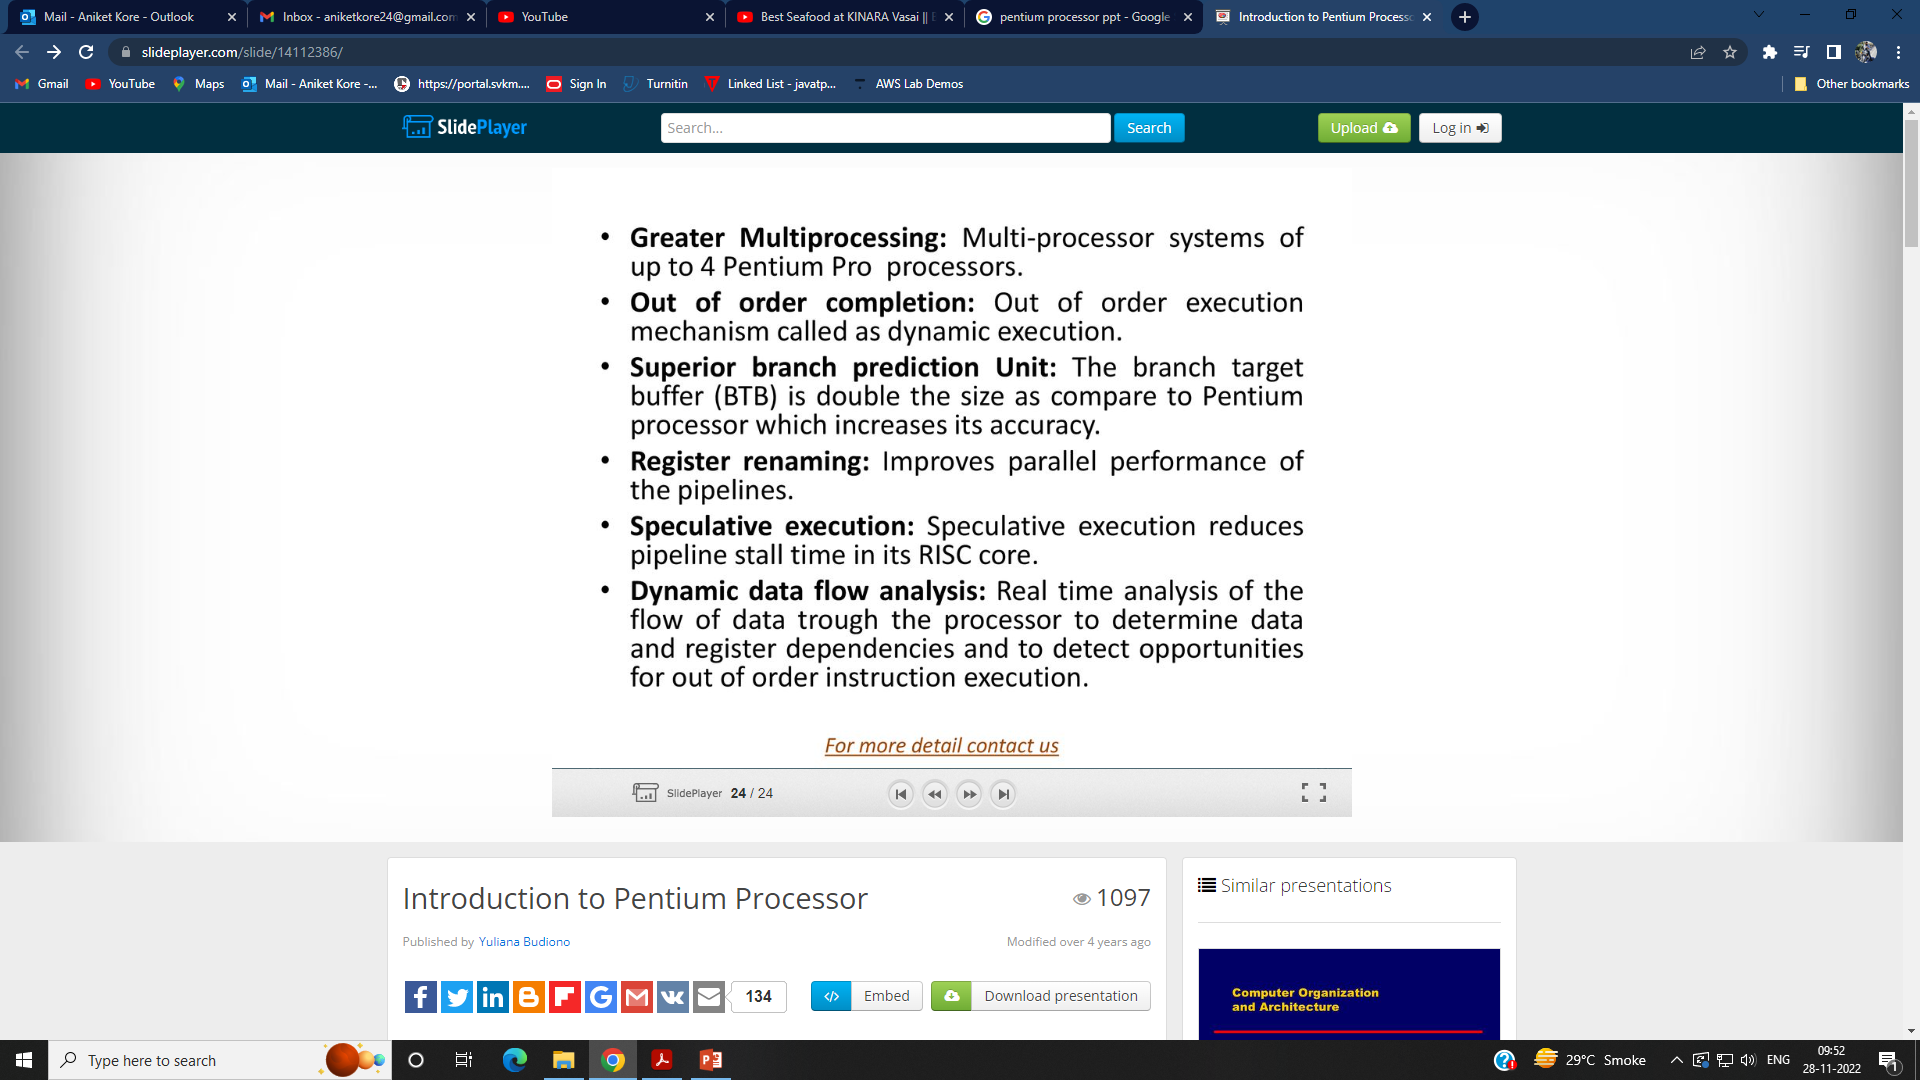 Mail - Aniket Kore - Outlook
Inbox - aniketkore24@gmail.com
YouTube
Best Seafood at KINARA Vasai ||
pentium processor ppt - Google
Introduction to Pentium Process
slideplayer.com/slide/14112386/
Gmail
YouTube
Maps
Mail - Aniket Kore -...
https://portal.svkm....
Sign In
Turnitin
Linked List - javatp...
AWS Lab Demos
Other bookmarks
SlidePlayer
Search...
Search
Upload
Log in
• Greater Multiprocessing: Multi-processor systems of
up to 4 Pentium Pro processors.
• Out of order completion: Out of order execution
mechanism called as dynamic execution.
• Superior branch prediction Unit: The branch target
buffer (BTB) is double the size as compare to Pentium
processor which increases its accuracy.
• Register renaming: Improves parallel performance of
the pipelines.
• Speculative execution: Speculative execution reduces
pipeline stall time in its RISC core.
• Dynamic data flow analysis: Real time analysis of the
flow of data trough the processor to determine data
and register dependencies and to detect opportunities
for out of order instruction execution.
For more detail contact us
SlidePlayer 24 / 24
Introduction to Pentium Processor
1097
Published by Yuliana Budiono
Modified over 4 years ago
134
Embed
Download presentation
Similar presentations
Computer Organization
and Architecture
Type here to search
29°C Smoke
ENG
09:52
28-11-2022
1